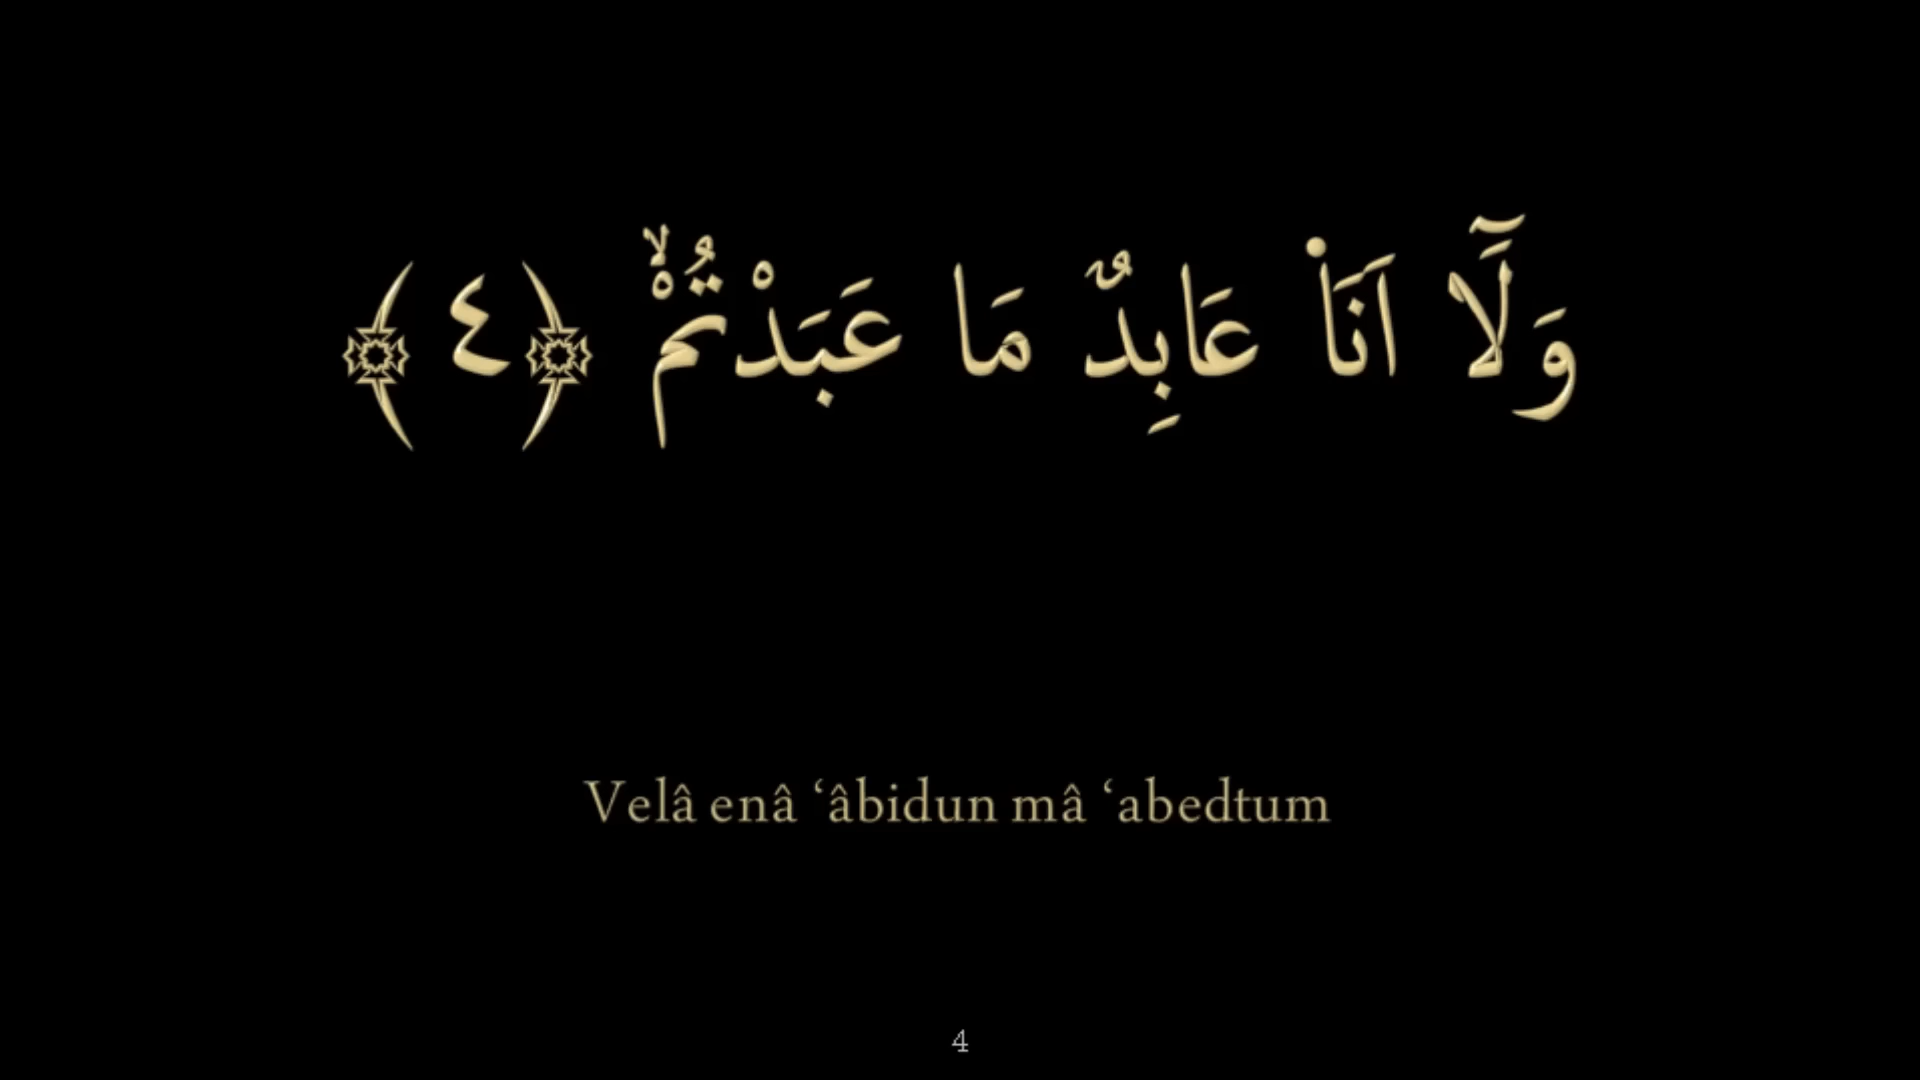 وَلَٓا اَنَا۬ عَابِدٌ مَا عَبَدْتُمْۙ ﴿٤﴾
Velâ enâ ‘âbidun mâ ‘abedtum
4